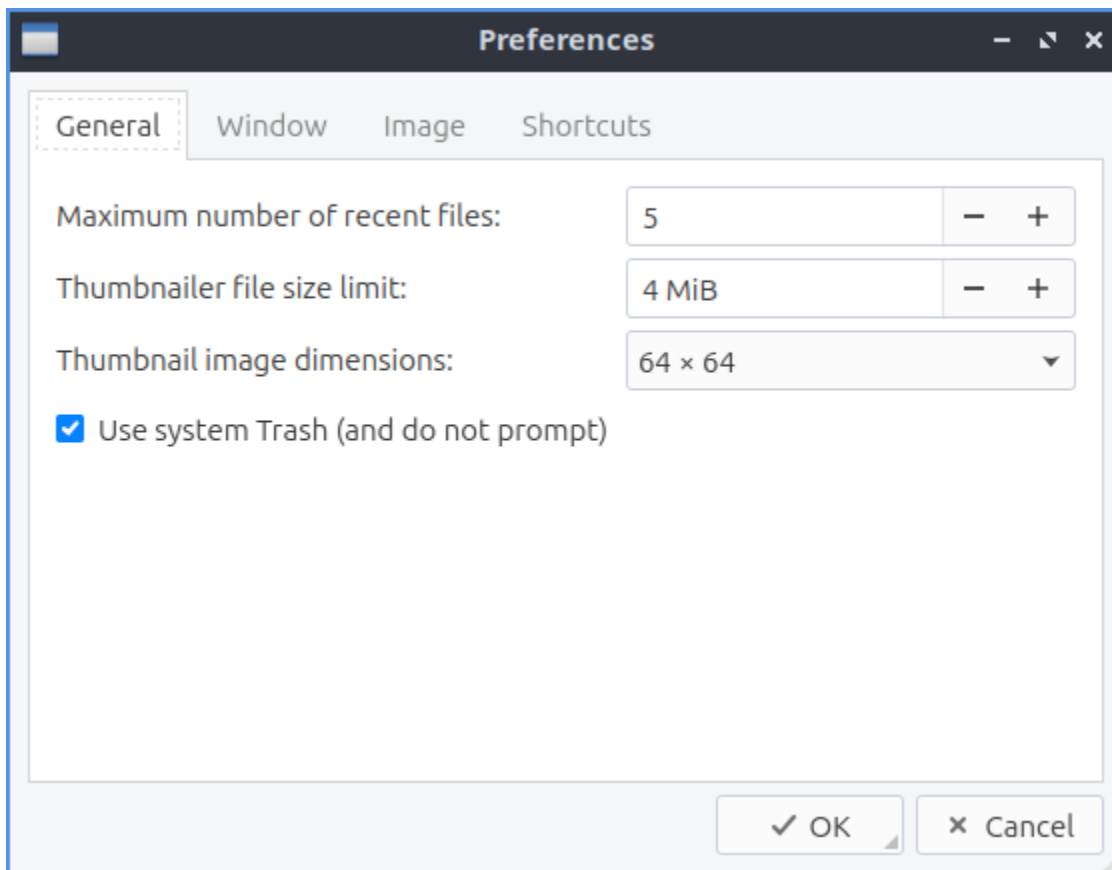 Preferences
General Window Image Shortcuts
Maximum number of recent files: 5
Thumbnailer file size limit: 4 MiB
Thumbnail image dimensions: 64 × 64
Use system Trash (and do not prompt)
OK Cancel